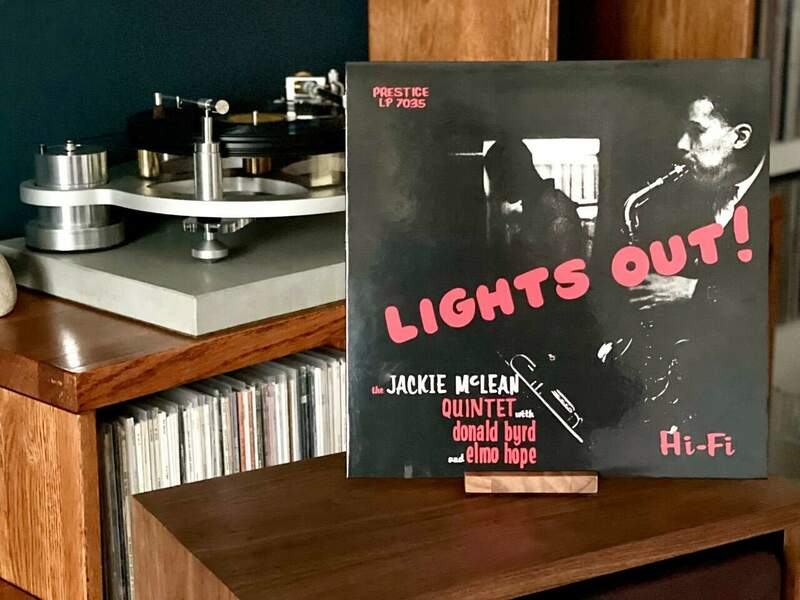 PRESTIGE
LP 7035
LIGHTS OUT!
the JACKIE McLEAN
QUINTET with
donald byrd
and elmo hope
Hi-Fi